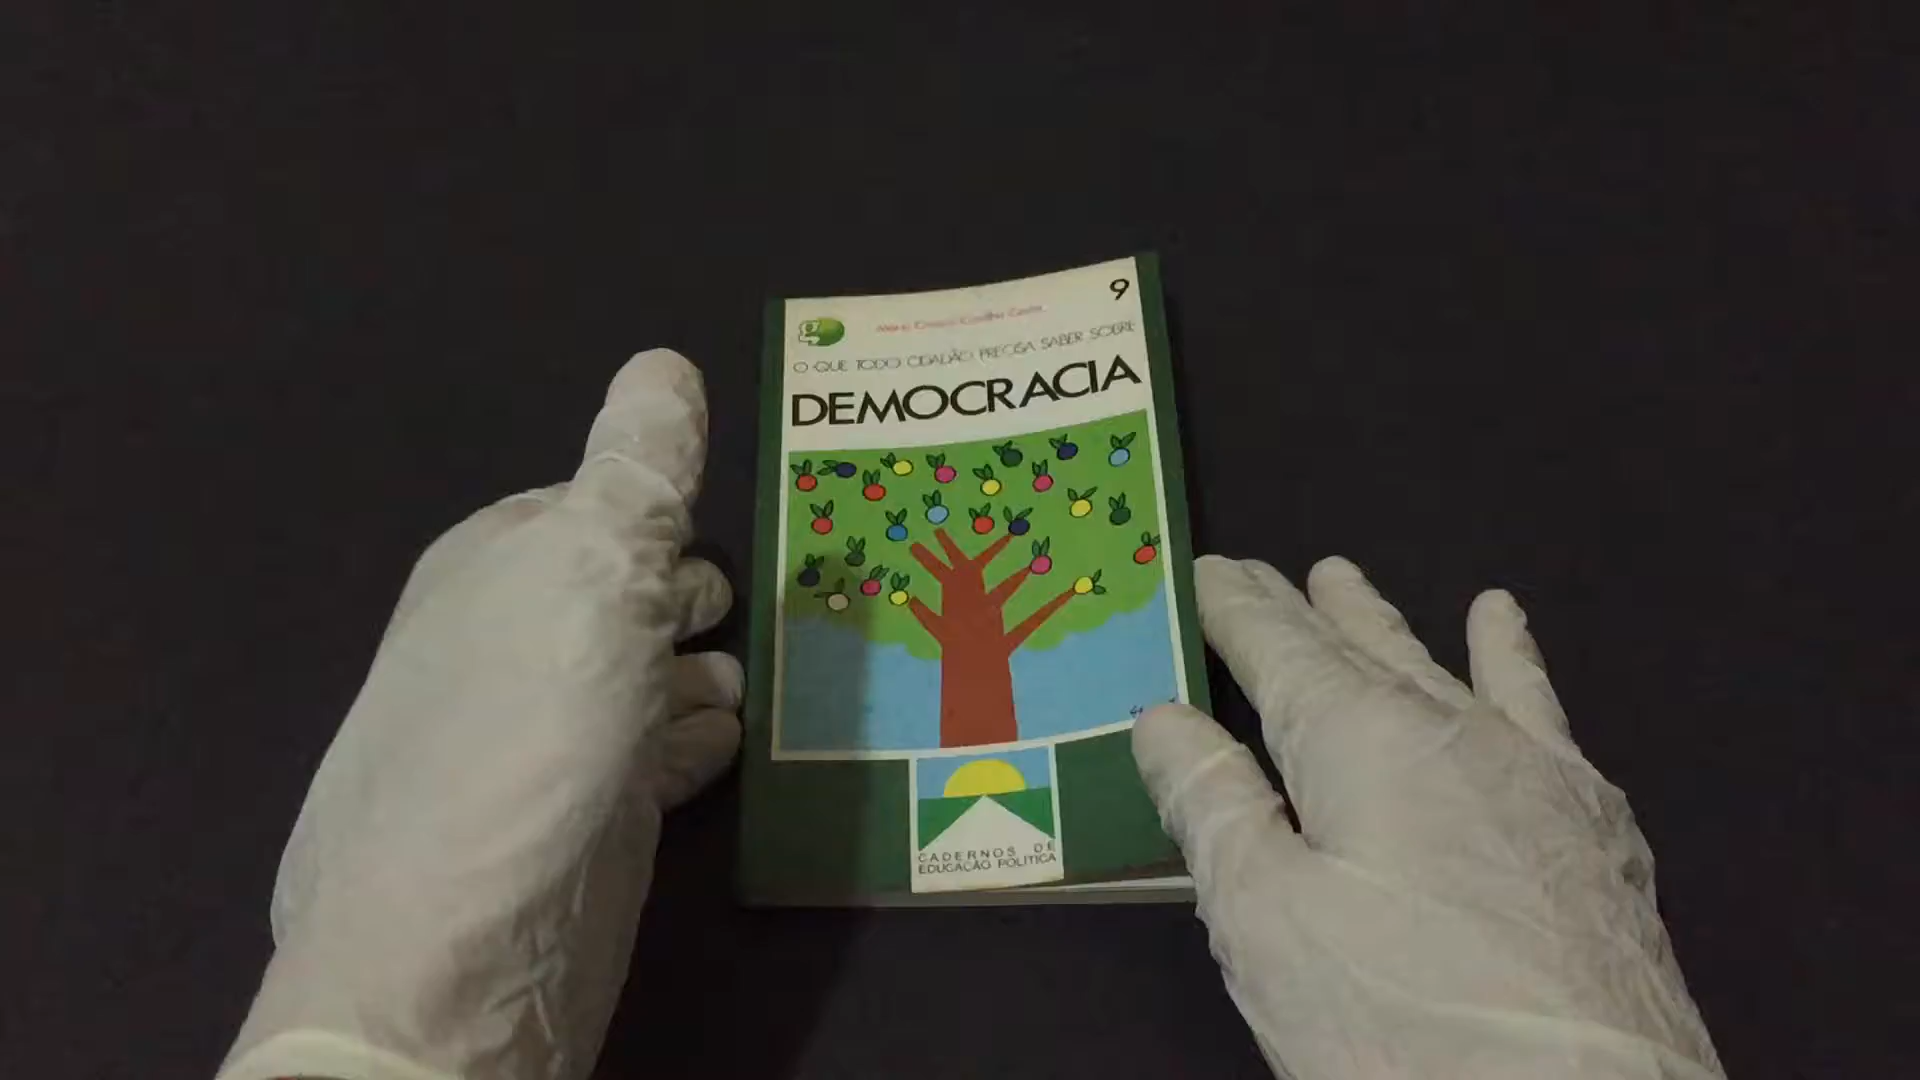 9
g
O QUE TODO CIDADÃO PRECISA SABER SOBRE
DEMOCRACIA
CADERNOS DE
EDUCAÇÃO POLÍTICA